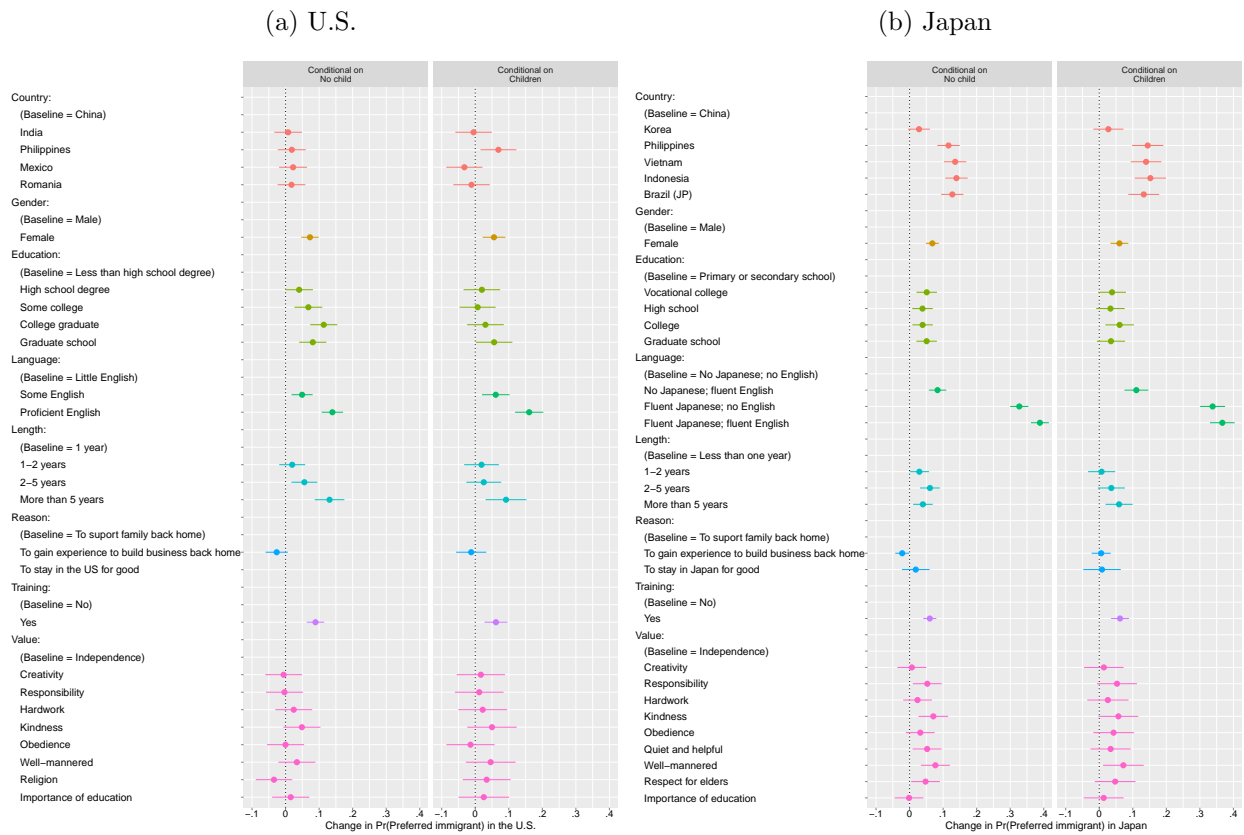 (a) U.S.
Conditional on
No child
Conditional on
Children
Country:
(Baseline = China)
India
Philippines
Mexico
Romania
Gender:
(Baseline = Male)
Female
Education:
(Baseline = Less than high school degree)
High school degree
Some college
College graduate
Graduate school
Language:
(Baseline = Little English)
Some English
Proficient English
Length:
(Baseline = 1 year)
1−2 years
2−5 years
More than 5 years
Reason:
(Baseline = To suport family back home)
To gain experience to build business back home
To stay in the US for good
Training:
(Baseline = No)
Yes
Value:
(Baseline = Independence)
Creativity
Responsibility
Hardwork
Kindness
Obedience
Well−mannered
Religion
Importance of education
−.1 0 .1 .2 .3 .4 −.1 0 .1 .2 .3 .4
Change in Pr(Preferred immigrant) in the U.S.
(b) Japan
Conditional on
No child
Conditional on
Children
Country:
(Baseline = China)
Korea
Philippines
Vietnam
Indonesia
Brazil (JP)
Gender:
(Baseline = Male)
Female
Education:
(Baseline = Primary or secondary school)
Vocational college
High school
College
Graduate school
Language:
(Baseline = No Japanese; no English)
No Japanese; fluent English
Fluent Japanese; no English
Fluent Japanese; fluent English
Length:
(Baseline = Less than one year)
1−2 years
2−5 years
More than 5 years
Reason:
(Baseline = To suport family back home)
To gain experience to build business back home
To stay in Japan for good
Training:
(Baseline = No)
Yes
Value:
(Baseline = Independence)
Creativity
Responsibility
Hardwork
Kindness
Obedience
Quiet and helpful
Well−mannered
Respect for elders
Importance of education
−.1 0 .1 .2 .3 .4 −.1 0 .1 .2 .3 .4
Change in Pr(Preferred immigrant) in Japan